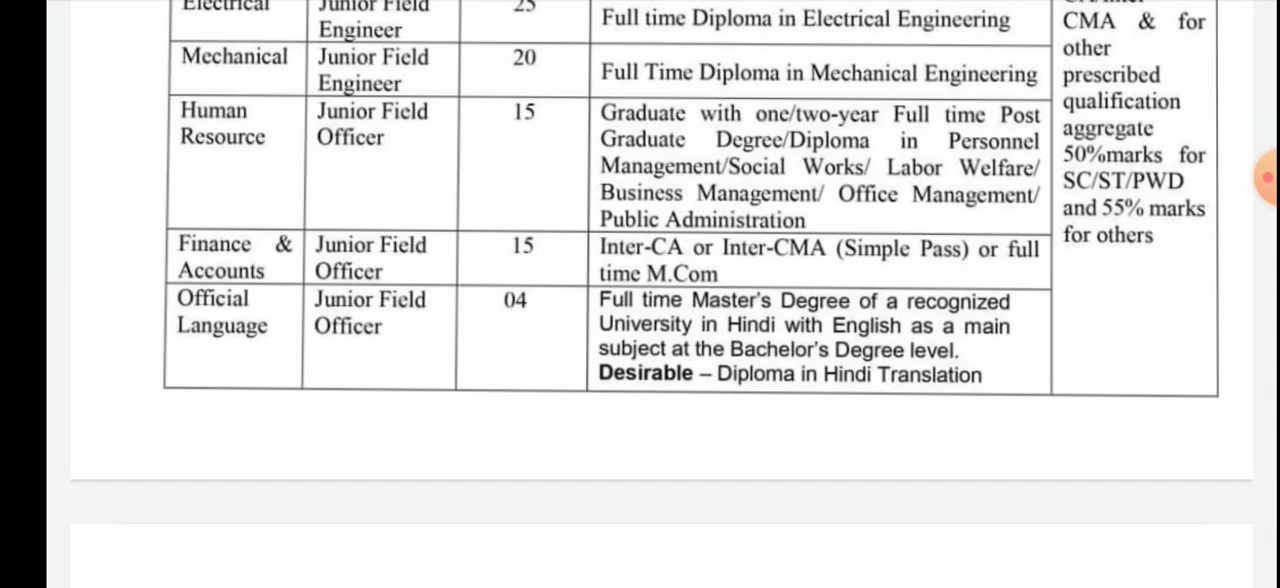 Electrical
Junior Field
Engineer
25
Full time Diploma in Electrical Engineering
Mechanical
Junior Field
Engineer
20
Full Time Diploma in Mechanical Engineering
Human
Resource
Junior Field
Officer
15
Graduate with one/two-year Full time Post
Graduate Degree/Diploma in Personnel
Management/Social Works/ Labor Welfare/
Business Management/ Office Management/
Public Administration
Finance &
Accounts
Junior Field
Officer
15
Inter-CA or Inter-CMA (Simple Pass) or full
time M.Com
Official
Language
Junior Field
Officer
04
Full time Master's Degree of a recognized
University in Hindi with English as a main
subject at the Bachelor's Degree level.
Desirable – Diploma in Hindi Translation
CMA & for
other
prescribed
qualification
aggregate
50%marks for
SC/ST/PWD
and 55% marks
for others